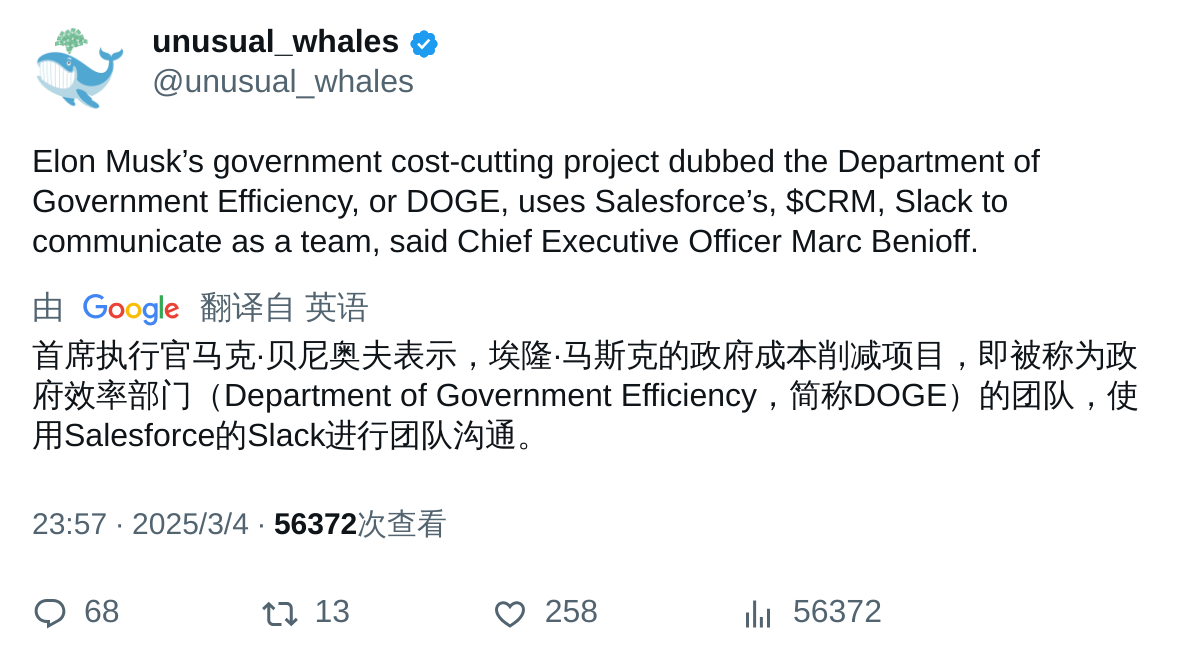 unusual_whales
@unusual_whales
Elon Musk’s government cost-cutting project dubbed the Department of
Government Efficiency, or DOGE, uses Salesforce’s, $CRM, Slack to
communicate as a team, said Chief Executive Officer Marc Benioff.
由 Google 翻译自 英语
首席执行官马克·贝尼奥夫表示，埃隆·马斯克的政府成本削减项目，即被称为政
府效率部门（Department of Government Efficiency，简称DOGE）的团队，使
用Salesforce的Slack进行团队沟通。
23:57 · 2025/3/4 · 56372次查看
68 13 258 56372